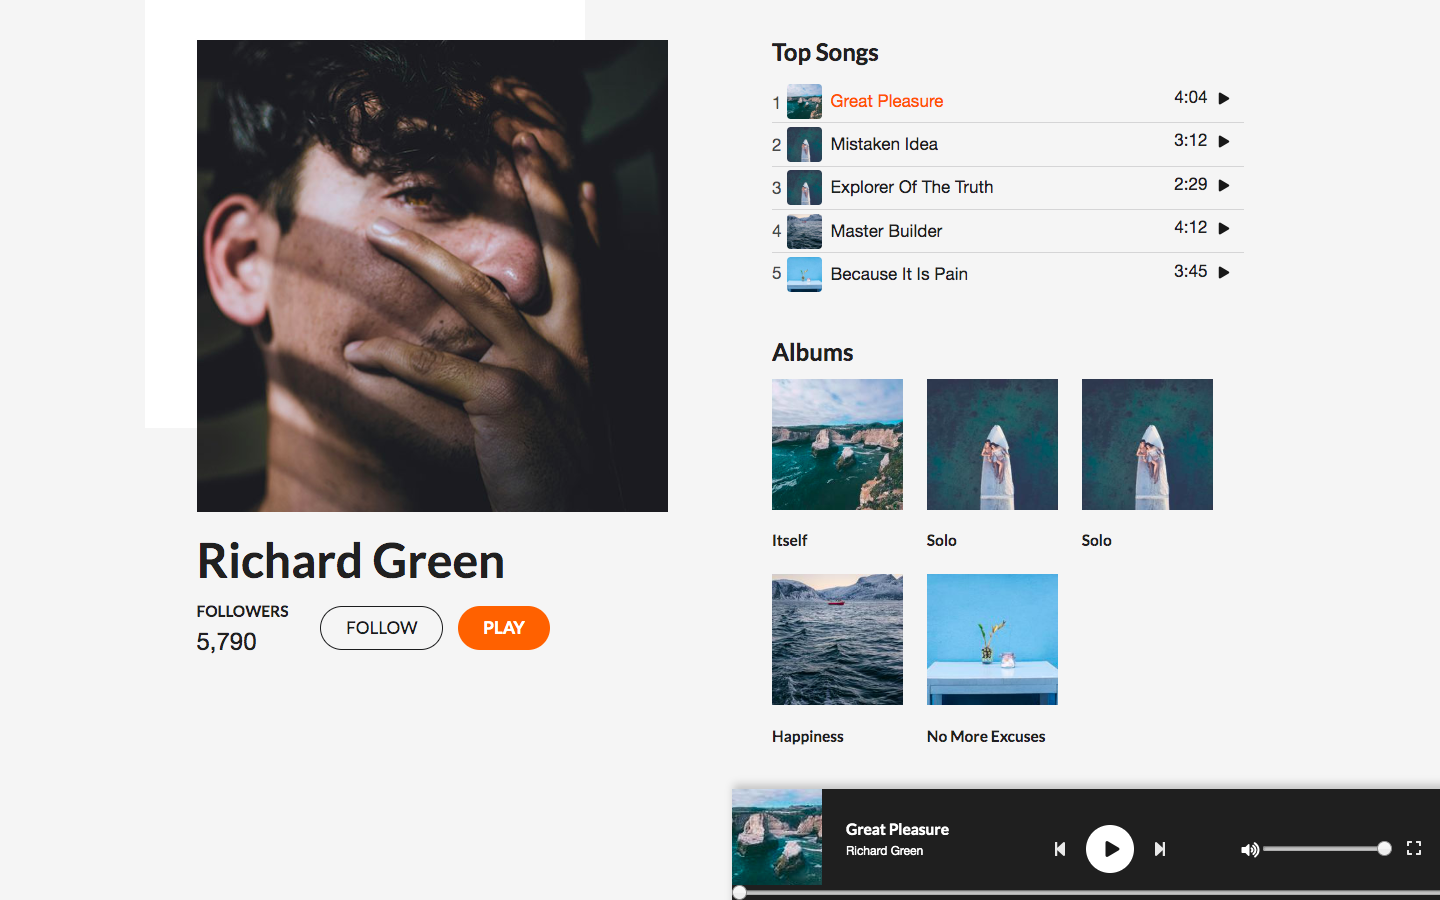 Richard Green
FOLLOWERS
5,790
FOLLOW
PLAY
Top Songs
1 Great Pleasure 4:04
2 Mistaken Idea 3:12
3 Explorer Of The Truth 2:29
4 Master Builder 4:12
5 Because It Is Pain 3:45
Albums
Itself
Solo
Solo
Happiness
No More Excuses
Great Pleasure
Richard Green